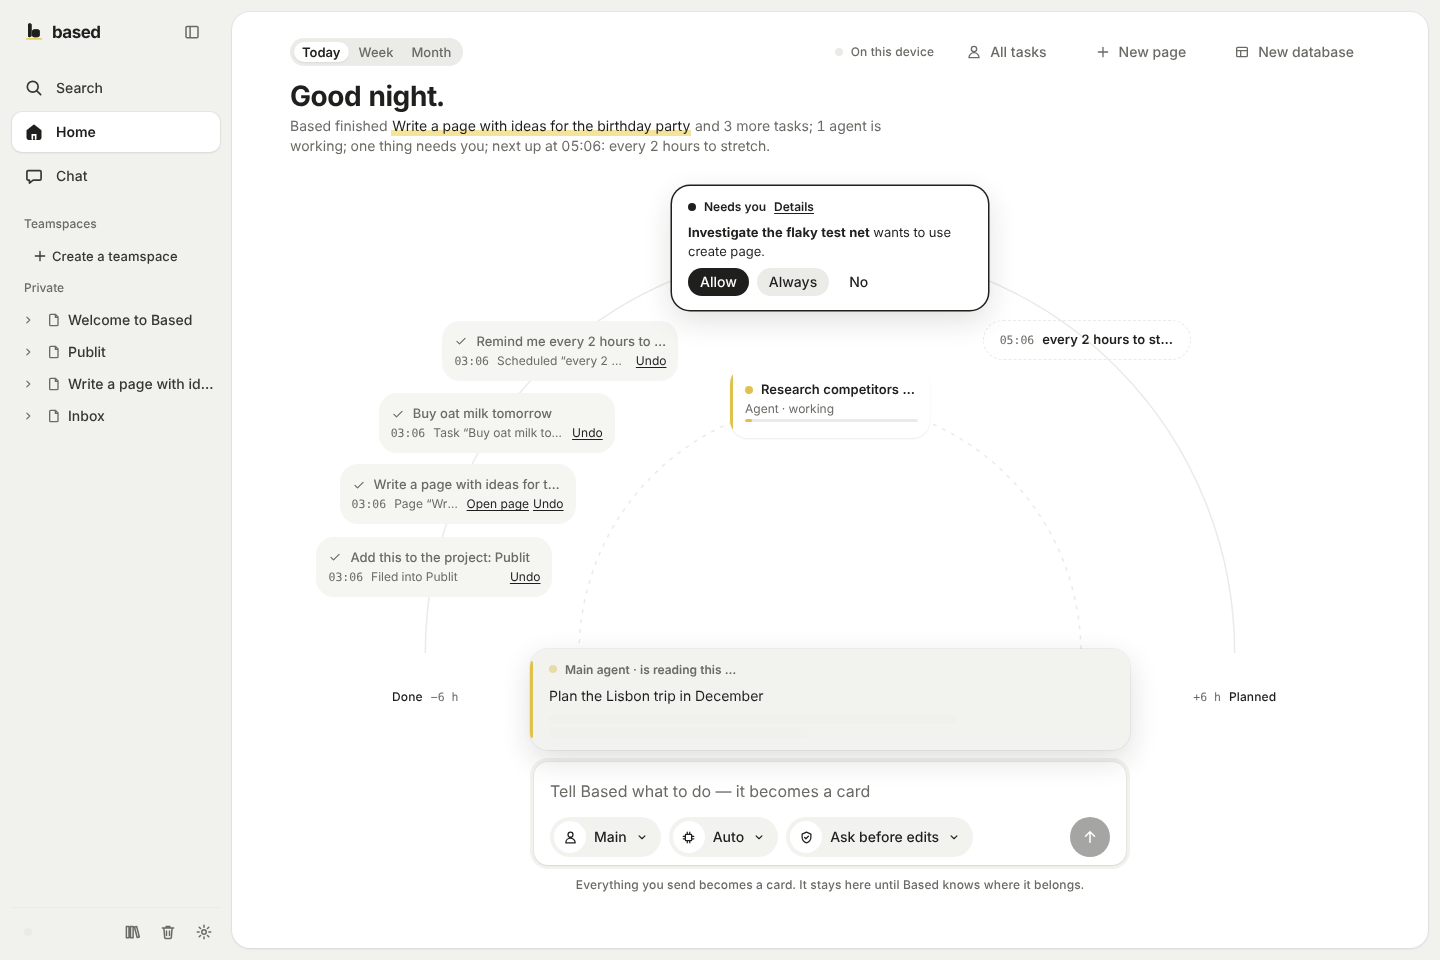 based
Search
Home
Chat
Teamspaces
Create a teamspace
Private
Welcome to Based
Publit
Write a page with id...
Inbox
Today Week Month
On this device
All tasks
New page
New database
Good night.
Based finished Write a page with ideas for the birthday party and 3 more tasks; 1 agent is
working; one thing needs you; next up at 05:06: every 2 hours to stretch.
Needs you Details
Investigate the flaky test net wants to use
create page.
Allow Always No
Remind me every 2 hours to ...
03:06 Scheduled “every 2 ... Undo
05:06 every 2 hours to st...
Research competitors ...
Agent · working
Buy oat milk tomorrow
03:06 Task “Buy oat milk to... Undo
Write a page with ideas for t...
03:06 Page “Wr... Open page Undo
Add this to the project: Publit
03:06 Filed into Publit Undo
Main agent · is reading this ...
Plan the Lisbon trip in December
Done −6 h
+6 h Planned
Tell Based what to do — it becomes a card
Main Auto Ask before edits
Everything you send becomes a card. It stays here until Based knows where it belongs.